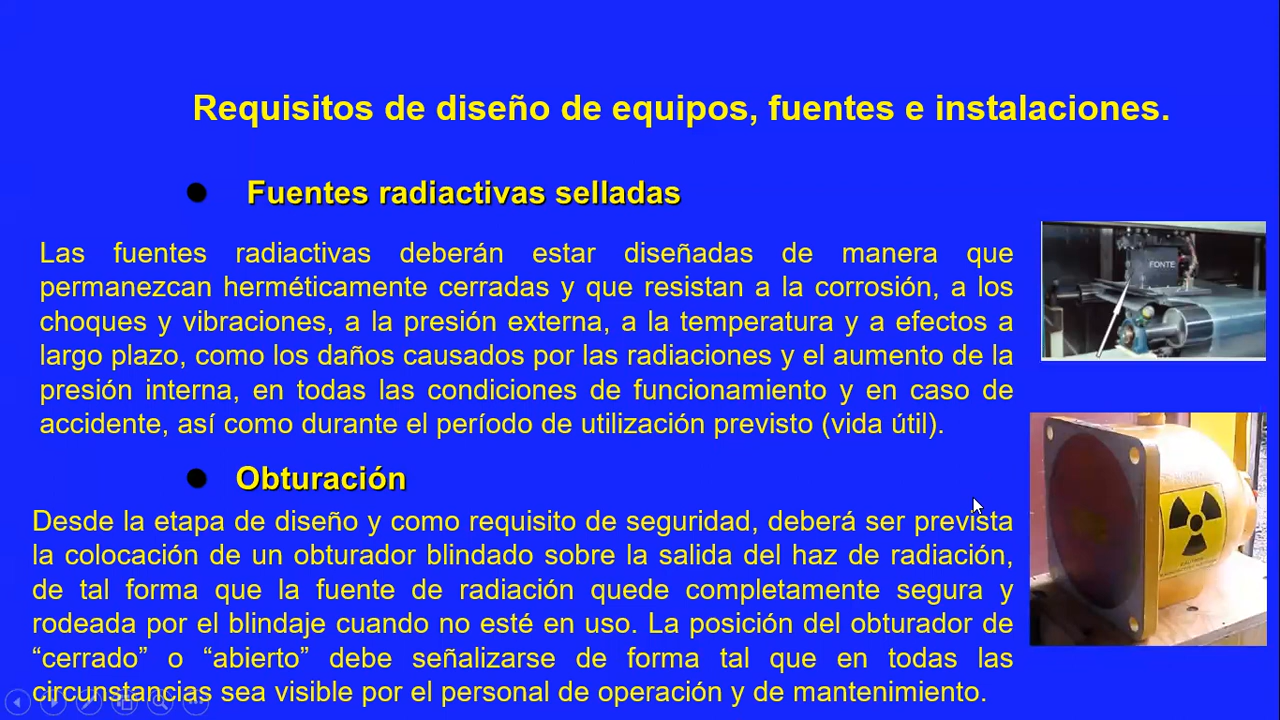 Requisitos de diseño de equipos, fuentes e instalaciones.
Fuentes radiactivas selladas
Las fuentes radiactivas deberán estar diseñadas de manera que
permanezcan herméticamente cerradas y que resistan a la corrosión, a los
choques y vibraciones, a la presión externa, a la temperatura y a efectos a
largo plazo, como los daños causados por las radiaciones y el aumento de la
presión interna, en todas las condiciones de funcionamiento y en caso de
accidente, así como durante el período de utilización previsto (vida útil).
FONTE
Obturación
Desde la etapa de diseño y como requisito de seguridad, deberá ser prevista
la colocación de un obturador blindado sobre la salida del haz de radiación,
de tal forma que la fuente de radiación quede completamente segura y
rodeada por el blindaje cuando no esté en uso. La posición del obturador de
“cerrado” o “abierto” debe señalizarse de forma tal que en todas las
circunstancias sea visible por el personal de operación y de mantenimiento.